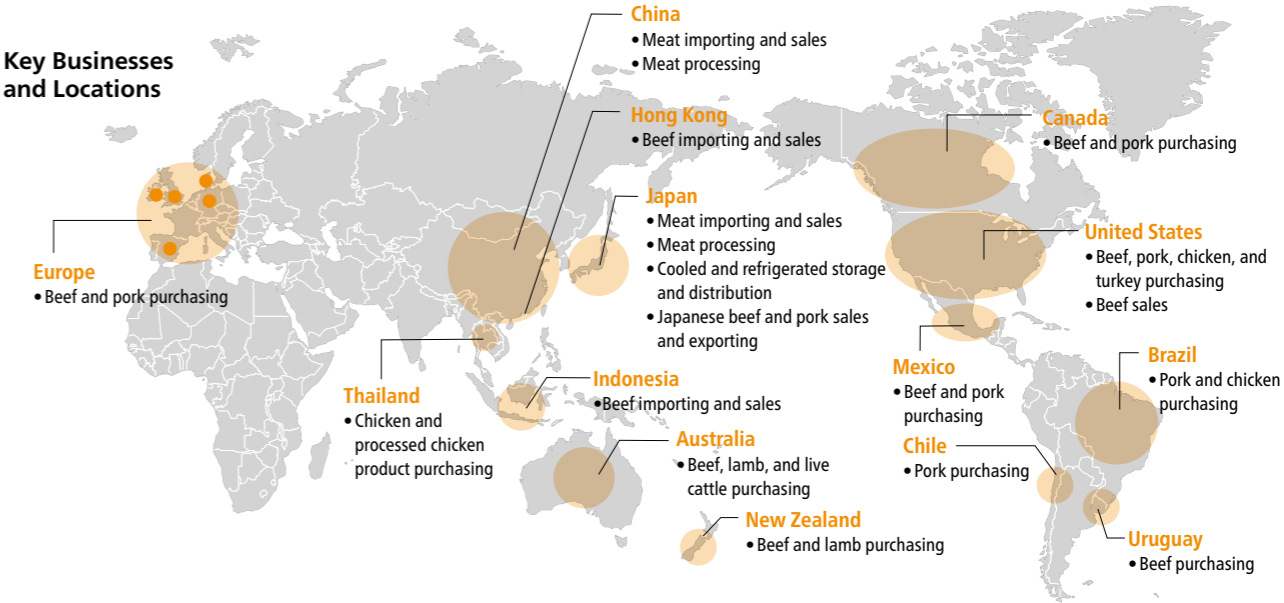 Key Businesses
and Locations
China
• Meat importing and sales
• Meat processing
Hong Kong
• Beef importing and sales
Japan
• Meat importing and sales
• Meat processing
• Cooled and refrigerated storage
and distribution
• Japanese beef and pork sales
and exporting
Canada
• Beef and pork purchasing
United States
• Beef, pork, chicken, and
turkey purchasing
• Beef sales
Europe
• Beef and pork purchasing
Thailand
• Chicken and
processed chicken
product purchasing
Indonesia
• Beef importing and sales
Australia
• Beef, lamb, and live
cattle purchasing
New Zealand
• Beef and lamb purchasing
Mexico
• Beef and pork
purchasing
Brazil
• Pork and chicken
purchasing
Chile
• Pork purchasing
Uruguay
• Beef purchasing